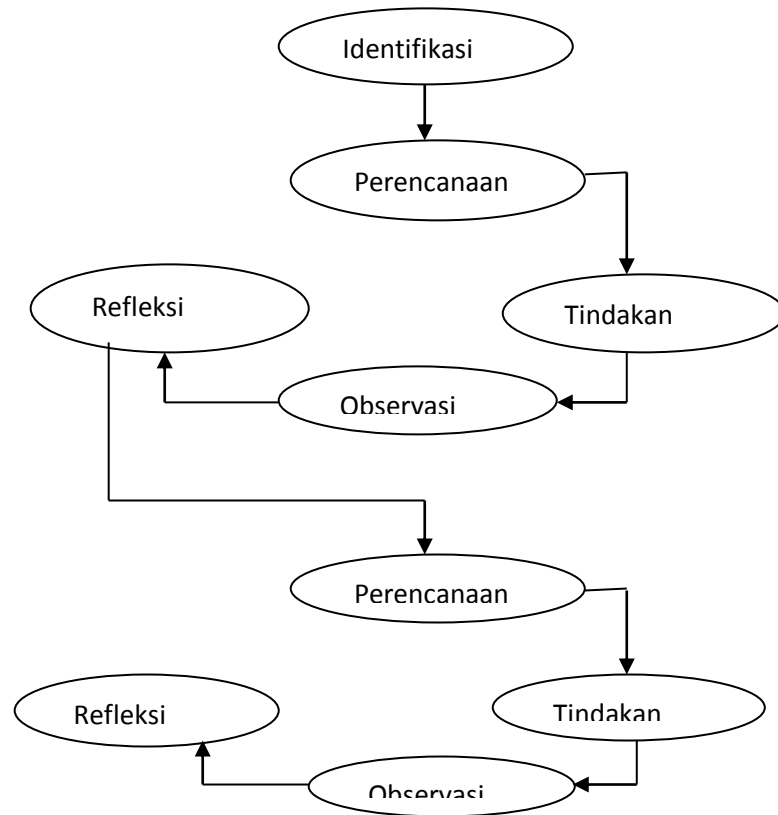 Identifikasi
Perencanaan
Refleksi
Tindakan
Observasi
Perencanaan
Refleksi
Tindakan
Observasi